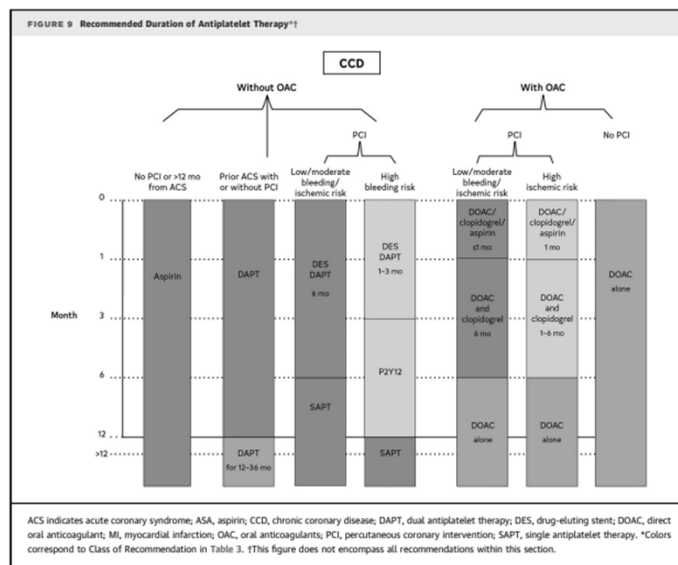 FIGURE 9 Recommended Duration of Antiplatelet Therapy*†
CCD
Without OAC
With OAC
PCI
PCI
No PCI
No PCI or >12 mo
from ACS
Prior ACS with
or without PCI
Low/moderate
bleeding/
ischemic risk
High
bleeding risk
Low/moderate
bleeding/
ischemic risk
High
ischemic risk
Month
0
1
3
6
12
>12
Aspirin
DAPT
DAPT
for 12–36 mo
DES
DAPT
6 mo
SAPT
DES
DAPT
1–3 mo
P2Y12
SAPT
DOAC/
clopidogrel/
aspirin
≤1 mo
DOAC
and
clopidogrel
6 mo
DOAC
alone
DOAC/
clopidogrel/
aspirin
1 mo
DOAC
and
clopidogrel
1–6 mo
DOAC
alone
DOAC
alone
ACS indicates acute coronary syndrome; ASA, aspirin; CCD, chronic coronary disease; DAPT, dual antiplatelet therapy; DES, drug-eluting stent; DOAC, direct
oral anticoagulant; MI, myocardial infarction; OAC, oral anticoagulants; PCI, percutaneous coronary intervention; SAPT, single antiplatelet therapy. *Colors
correspond to Class of Recommendation in Table 3. †This figure does not encompass all recommendations within this section.